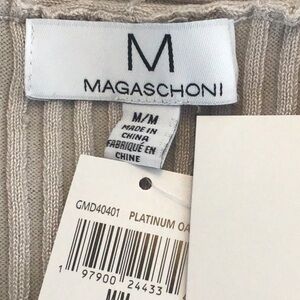 M
MAGASCHONI
M/M
MADE IN
CHINA
FABRIQUÉ EN
CHINE
GMD40401 PLATINUM OA
1 97900 24433
M/M